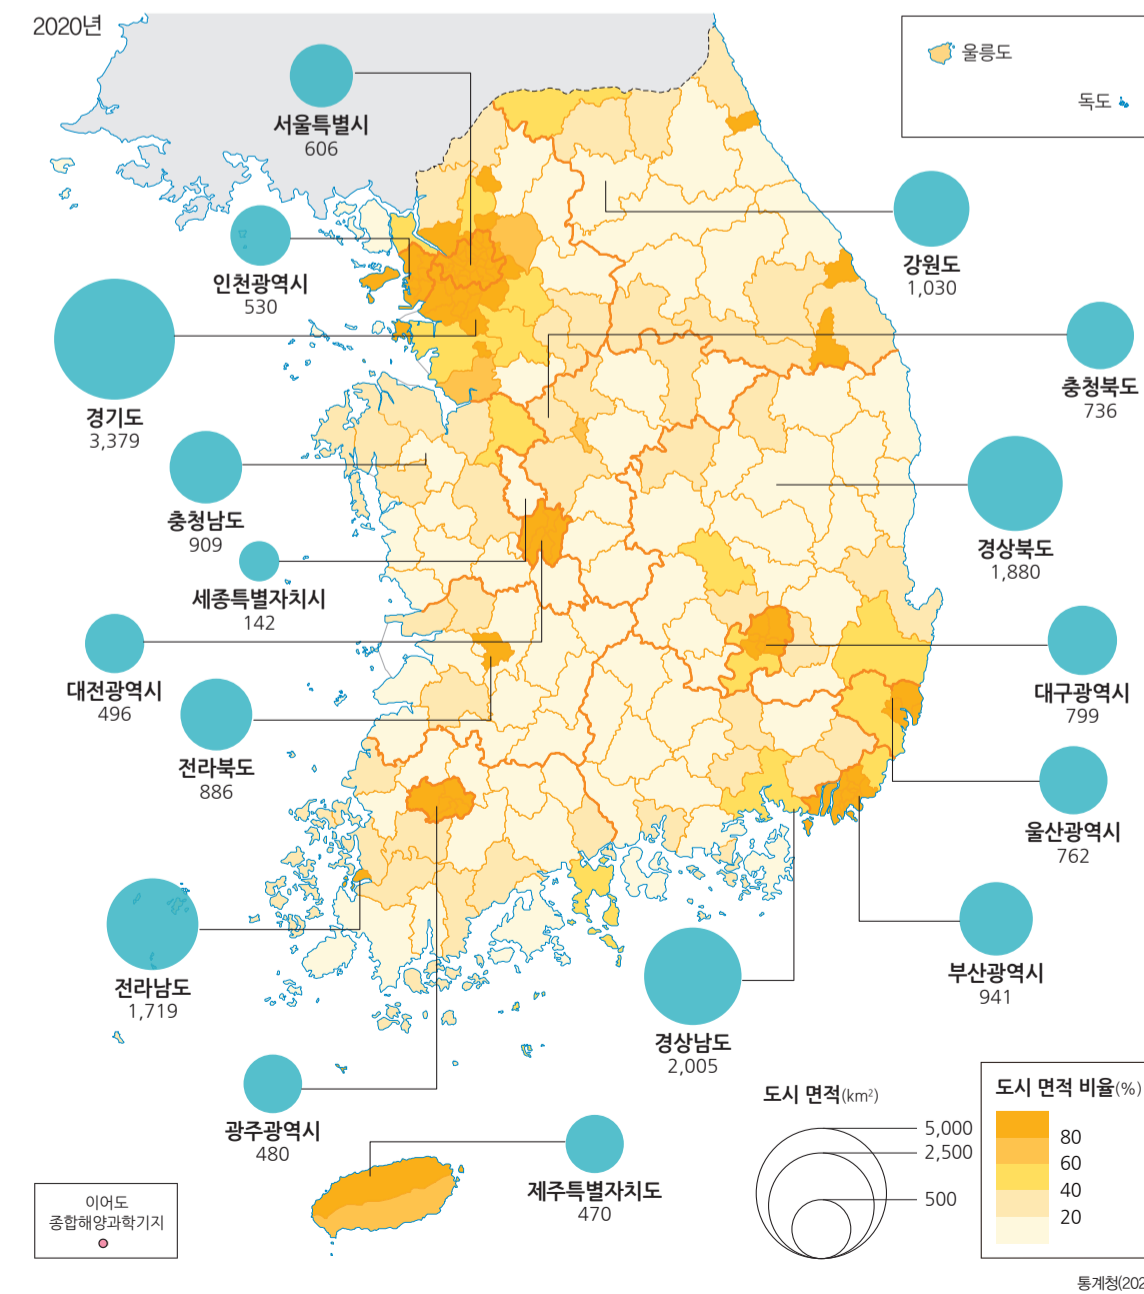 2020년
울릉도
독도
서울특별시
606
인천광역시
530
강원도
1,030
경기도
3,379
충청북도
736
충청남도
909
경상북도
1,880
세종특별자치시
142
대전광역시
496
대구광역시
799
전라북도
886
울산광역시
762
전라남도
1,719
부산광역시
941
경상남도
2,005
광주광역시
480
제주특별자치도
470
이어도
종합해양과학기지
도시 면적(km²)
5,000
2,500
500
도시 면적 비율(%)
80
60
40
20
통계청(202